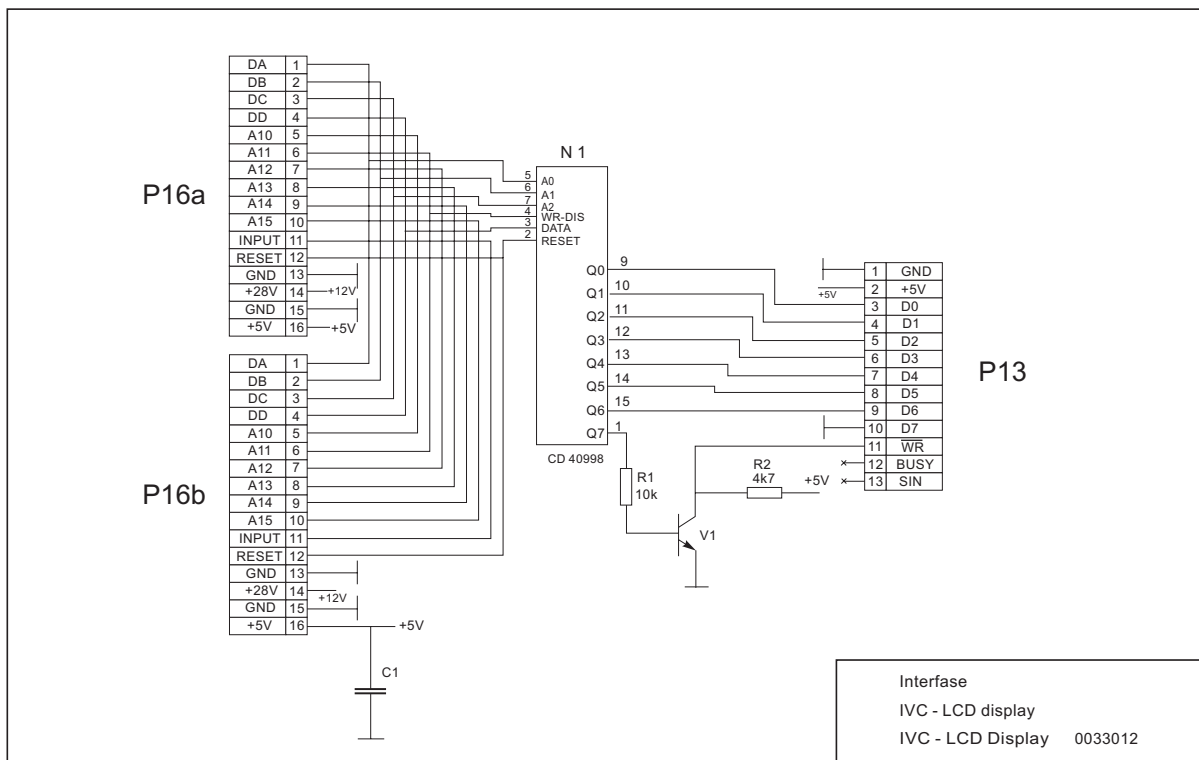 P16a
DA 1
DB 2
DC 3
DD 4
A10 5
A11 6
A12 7
A13 8
A14 9
A15 10
INPUT 11
RESET 12
GND 13
+28V 14 +12V
GND 15
+5V 16 +5V
P16b
DA 1
DB 2
DC 3
DD 4
A10 5
A11 6
A12 7
A13 8
A14 9
A15 10
INPUT 11
RESET 12
GND 13
+28V 14 +12V
GND 15
+5V 16 +5V
C1
N 1
5 A0
6 A1
7 A2
4 WR-DIS
3 DATA
2 RESET
Q0 9
Q1 10
Q2 11
Q3 12
Q4 13
Q5 14
Q6 15
Q7 1
CD 40998
R1
10k
R2
4k7
+5V
V1
P13
1 GND
+5V 2 +5V
3 D0
4 D1
5 D2
6 D3
7 D4
8 D5
9 D6
10 D7
11 WR
12 BUSY
13 SIN
Interfase
IVC - LCD display
IVC - LCD Display 0033012